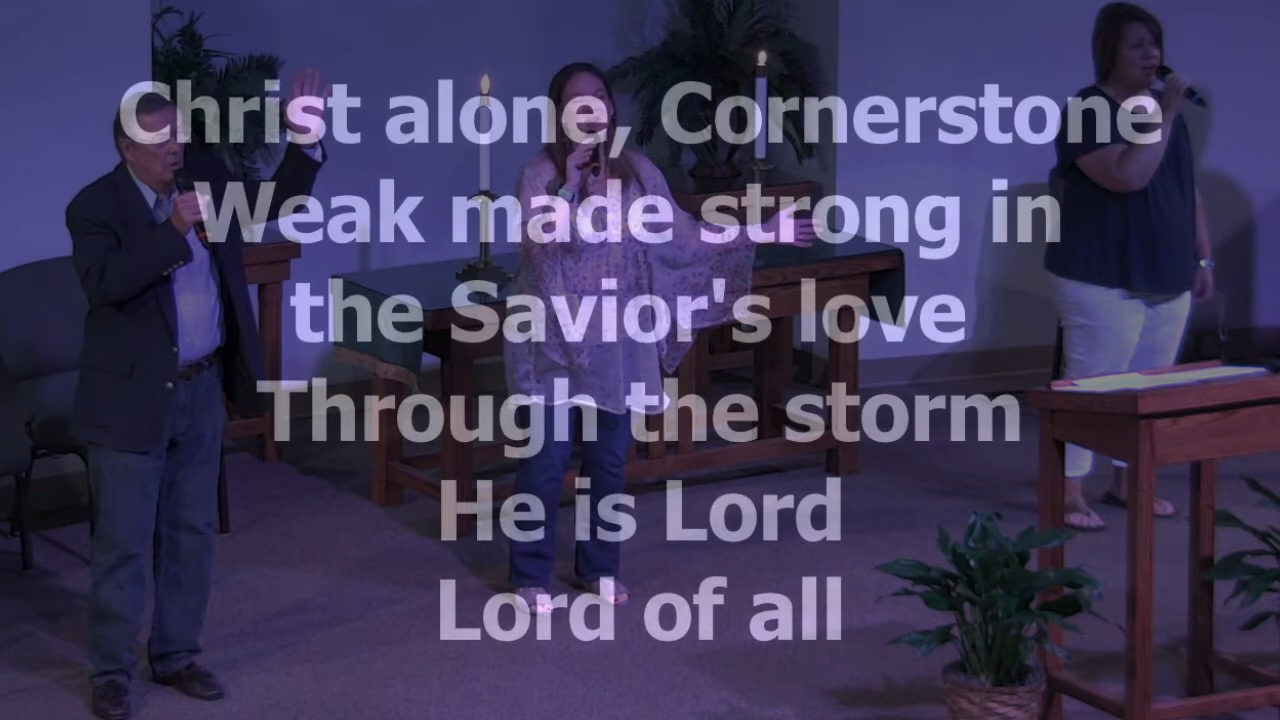 Christ alone, Cornerstone
Weak made strong in
the Savior's love
Through the storm
He is Lord
Lord of all